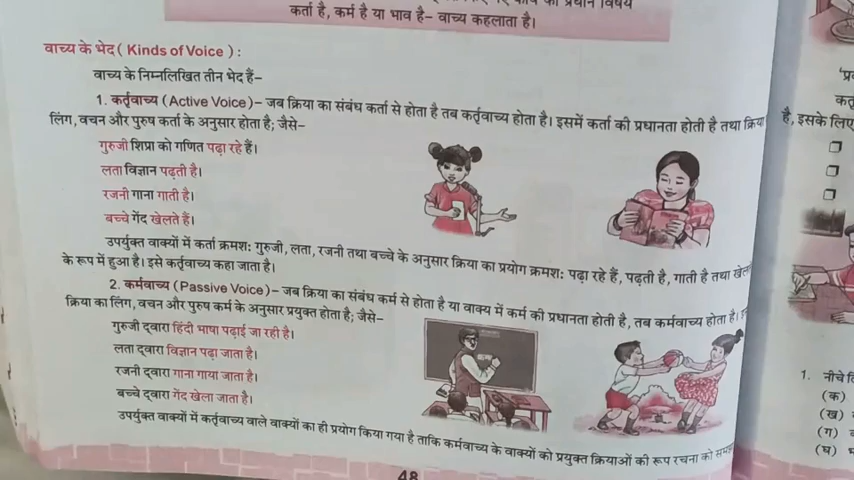 कर्ता है, कर्म है या भाव है– वाच्य कहलाता है।
वाच्य के भेद ( Kinds of Voice ) :
वाच्य के निम्नलिखित तीन भेद हैं–
1. कर्तृवाच्य ( Active Voice )– जब क्रिया का संबंध कर्ता से होता है तब कर्तृवाच्य होता है। इसमें कर्ता की प्रधानता होती है तथा क्रिया
लिंग, वचन और पुरुष कर्ता के अनुसार होता है; जैसे–
गुरुजी शिप्रा को गणित पढ़ा रहे हैं।
लता विज्ञान पढ़ती है।
रजनी गाना गाती है।
बच्चे गेंद खेलते हैं।
उपर्युक्त वाक्यों में कर्ता क्रमश: गुरुजी, लता, रजनी तथा बच्चे के अनुसार क्रिया का प्रयोग क्रमश: पढ़ा रहे हैं, पढ़ती है, गाती है तथा
के रूप में हुआ है। इसे कर्तृवाच्य कहा जाता है।
2. कर्मवाच्य ( Passive Voice ) – जब क्रिया का संबंध कर्म से होता है या वाक्य में कर्म की प्रधानता होती है, तब कर्मवाच्य होता है।
क्रिया का लिंग, वचन और पुरुष कर्म के अनुसार प्रयुक्त होता है; जैसे–
गुरुजी द्वारा हिंदी भाषा पढ़ाई जा रही है।
लता द्वारा विज्ञान पढ़ा जाता है।
रजनी द्वारा गाना गाया जाता है।
बच्चे द्वारा गेंद खेला जाता है।
उपर्युक्त वाक्यों में कर्तृवाच्य वाले वाक्यों का ही प्रयोग किया गया है ताकि कर्मवाच्य के वाक्यों को प्रयुक्त क्रियाओं की रूप रचना को
48
है, इसके लिए
1. नीचे
(क)
(ख)
(ग)
(घ)